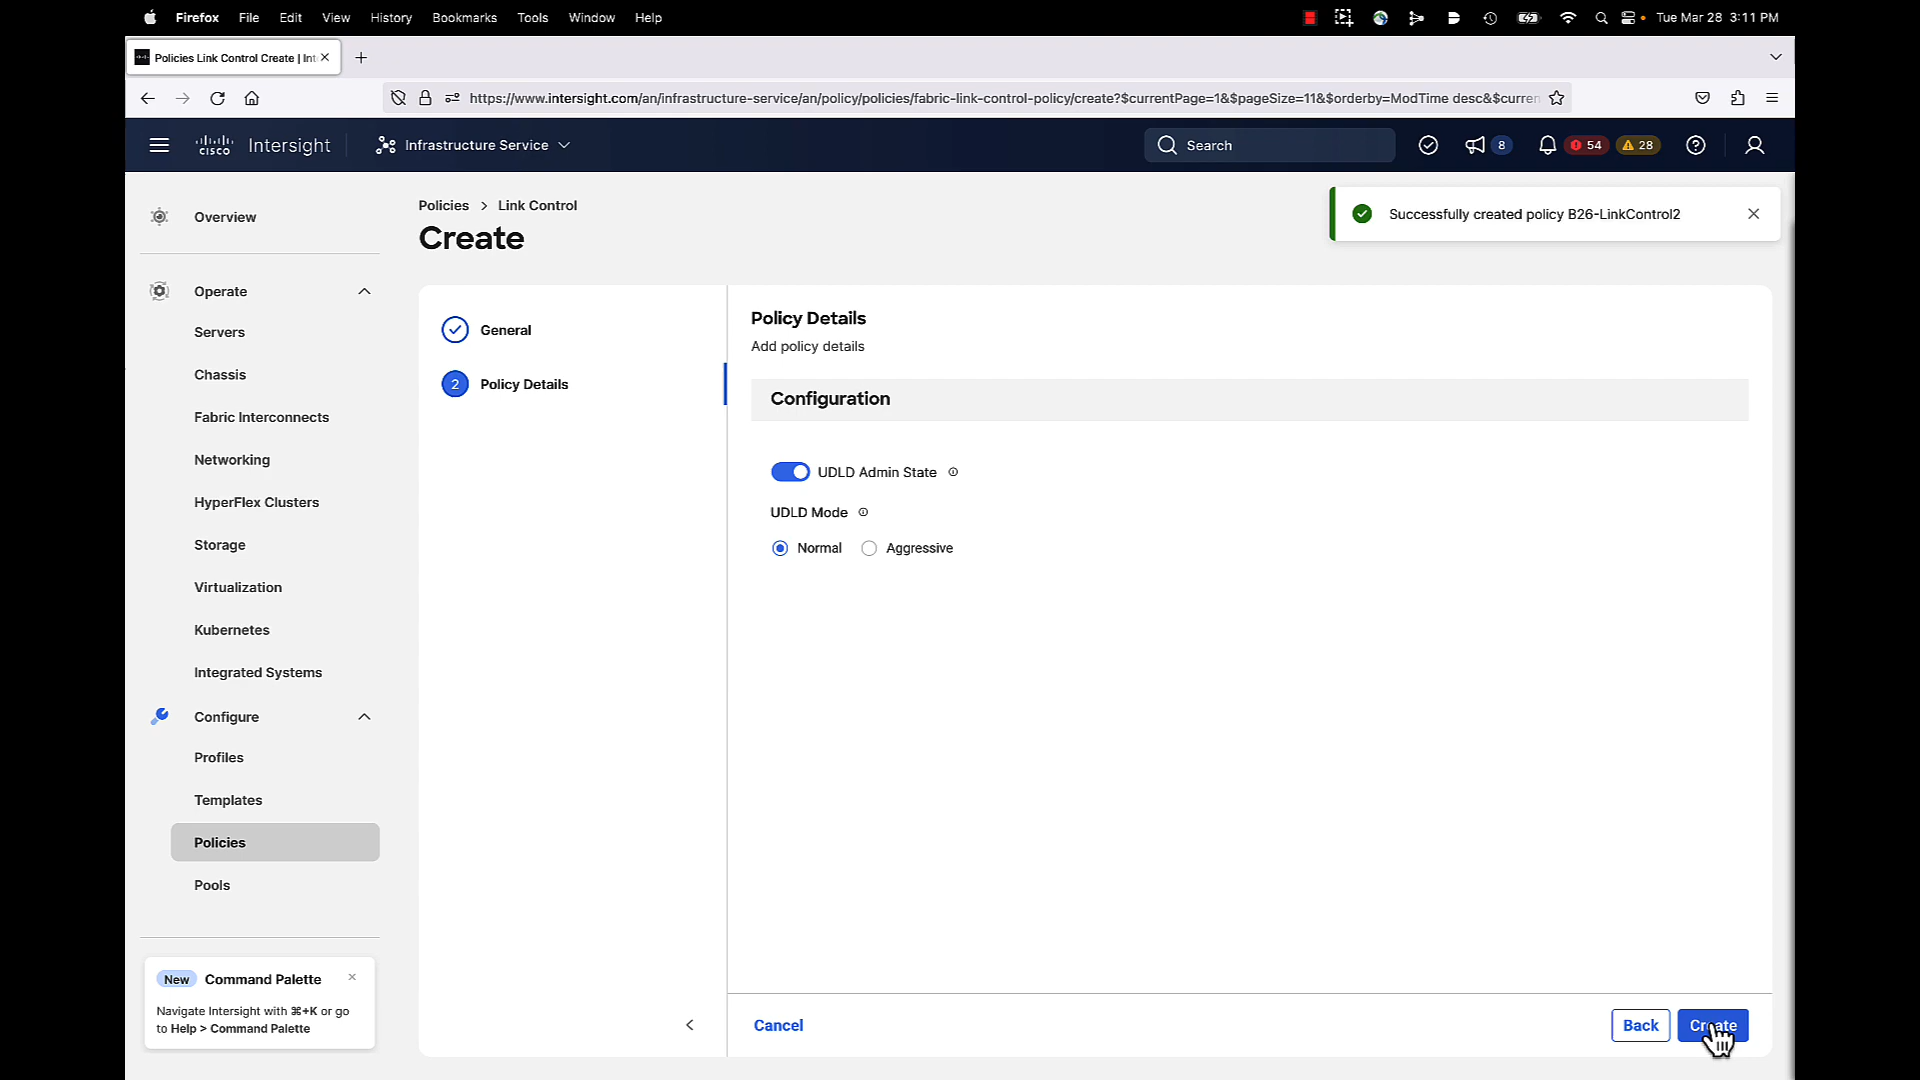 Firefox File Edit View History Bookmarks Tools Window Help
Tue Mar 28 3:11 PM
Policies Link Control Create | Int
https://www.intersight.com/an/infrastructure-service/an/policy/policies/fabric-link-control-policy/create?$currentPage=1&$pageSize=11&$orderby=ModTime desc&$curren
CISCO Intersight Infrastructure Service Search 8 54 28
Overview
Operate
Servers
Chassis
Fabric Interconnects
Networking
HyperFlex Clusters
Storage
Virtualization
Kubernetes
Integrated Systems
Configure
Profiles
Templates
Policies
Pools
New Command Palette
Navigate Intersight with ⌘+K or go
to Help > Command Palette
Policies > Link Control
Create
Successfully created policy B26-LinkControl2
General
2 Policy Details
Policy Details
Add policy details
Configuration
UDLD Admin State
UDLD Mode
Normal Aggressive
Cancel Back Create